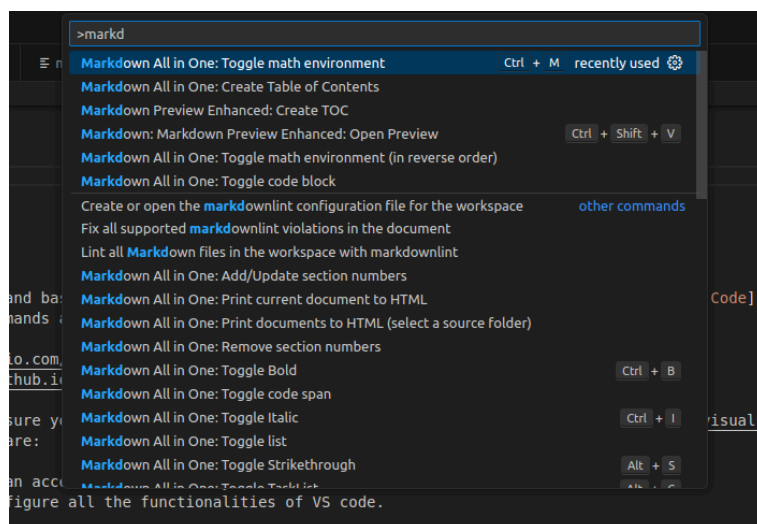 >markd
Markdown All in One: Toggle math environment Ctrl + M recently used
Markdown All in One: Create Table of Contents
Markdown Preview Enhanced: Create TOC
Markdown: Markdown Preview Enhanced: Open Preview Ctrl + Shift + V
Markdown All in One: Toggle math environment (in reverse order)
Markdown All in One: Toggle code block
Create or open the markdownlint configuration file for the workspace other commands
Fix all supported markdownlint violations in the document
Lint all Markdown files in the workspace with markdownlint
Markdown All in One: Add/Update section numbers
and Markdown All in One: Print current document to HTML Code]
Markdown All in One: Print documents to HTML (select a source folder)
Markdown All in One: Remove section numbers
io.com
Markdown All in One: Toggle Bold Ctrl + B
Markdown All in One: Toggle code span
sure Markdown All in One: Toggle Italic Ctrl + I visual
are: Markdown All in One: Toggle list
Markdown All in One: Toggle Strikethrough Alt + S
an Markdown All in One: Toggle TaskList
figure all the functionalities of VS code.